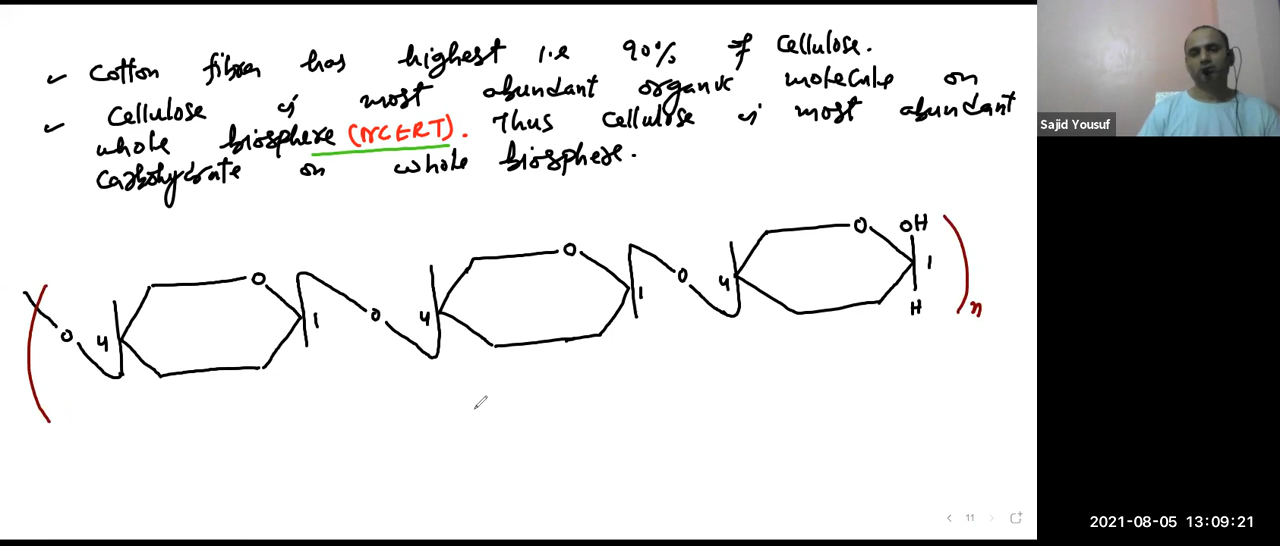 Cotton fibre has highest i.e 90% of cellulose.
Cellulose is most abundant organic molecule on
whole biosphere (NCERT). Thus cellulose is most abundant
carbohydrate on whole biosphere.
Sajid Yousuf
O OH
O O
O 4 1
O H n
O 4 1
O 4 1
11
2021-08-05 13:09:21